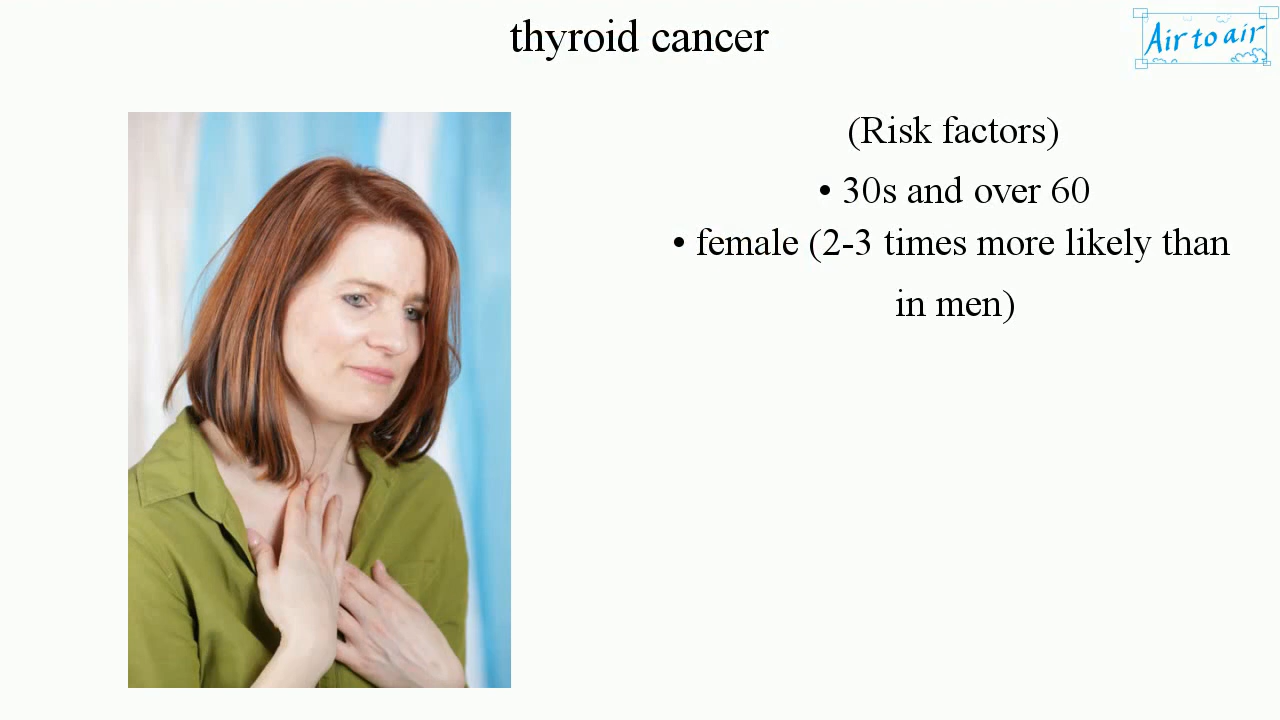 thyroid cancer
Air to air
(Risk factors)
• 30s and over 60
• female (2-3 times more likely than
in men)